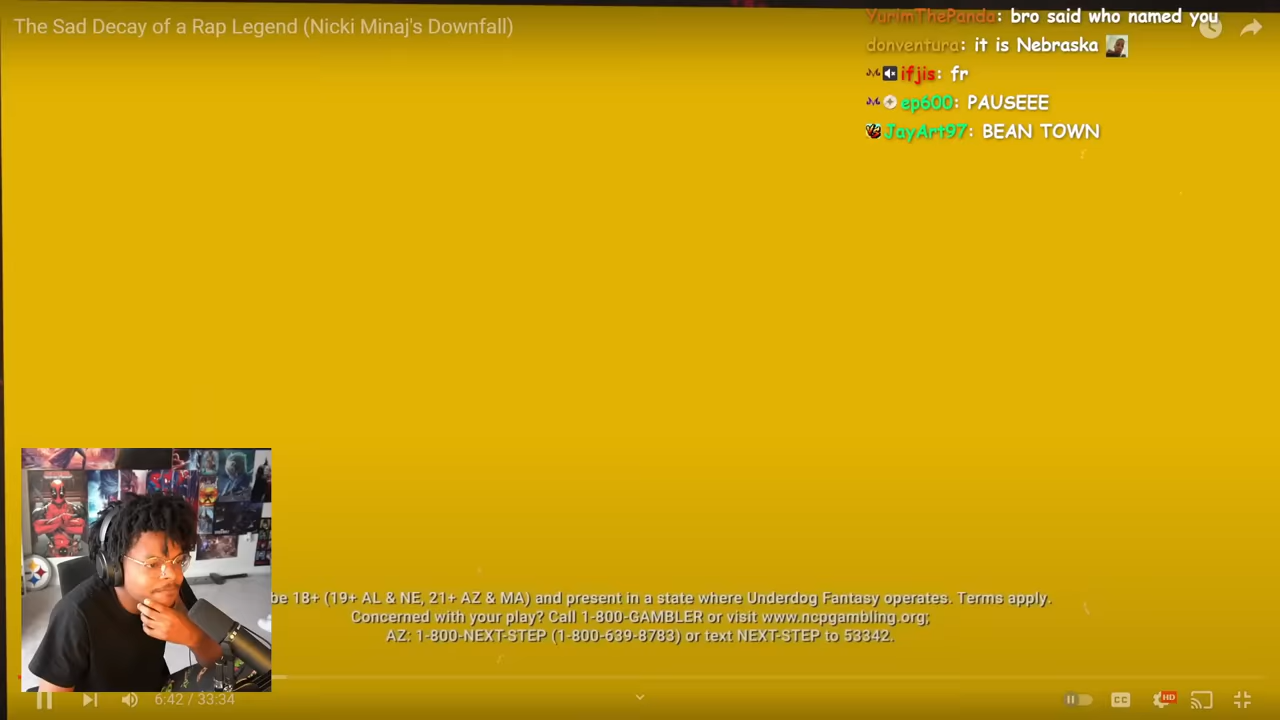 The Sad Decay of a Rap Legend (Nicki Minaj's Downfall)
YurimThePanda: bro said who named you
donventura: it is Nebraska
ifjis: fr
ep600: PAUSEEE
JayArt97: BEAN TOWN
be 18+ (19+ AL & NE, 21+ AZ & MA) and present in a state where Underdog Fantasy operates. Terms apply.
Concerned with your play? Call 1-800-GAMBLER or visit www.ncpgambling.org;
AZ: 1-800-NEXT-STEP (1-800-639-8783) or text NEXT-STEP to 53342.
6:42 / 33:34
CC
HD